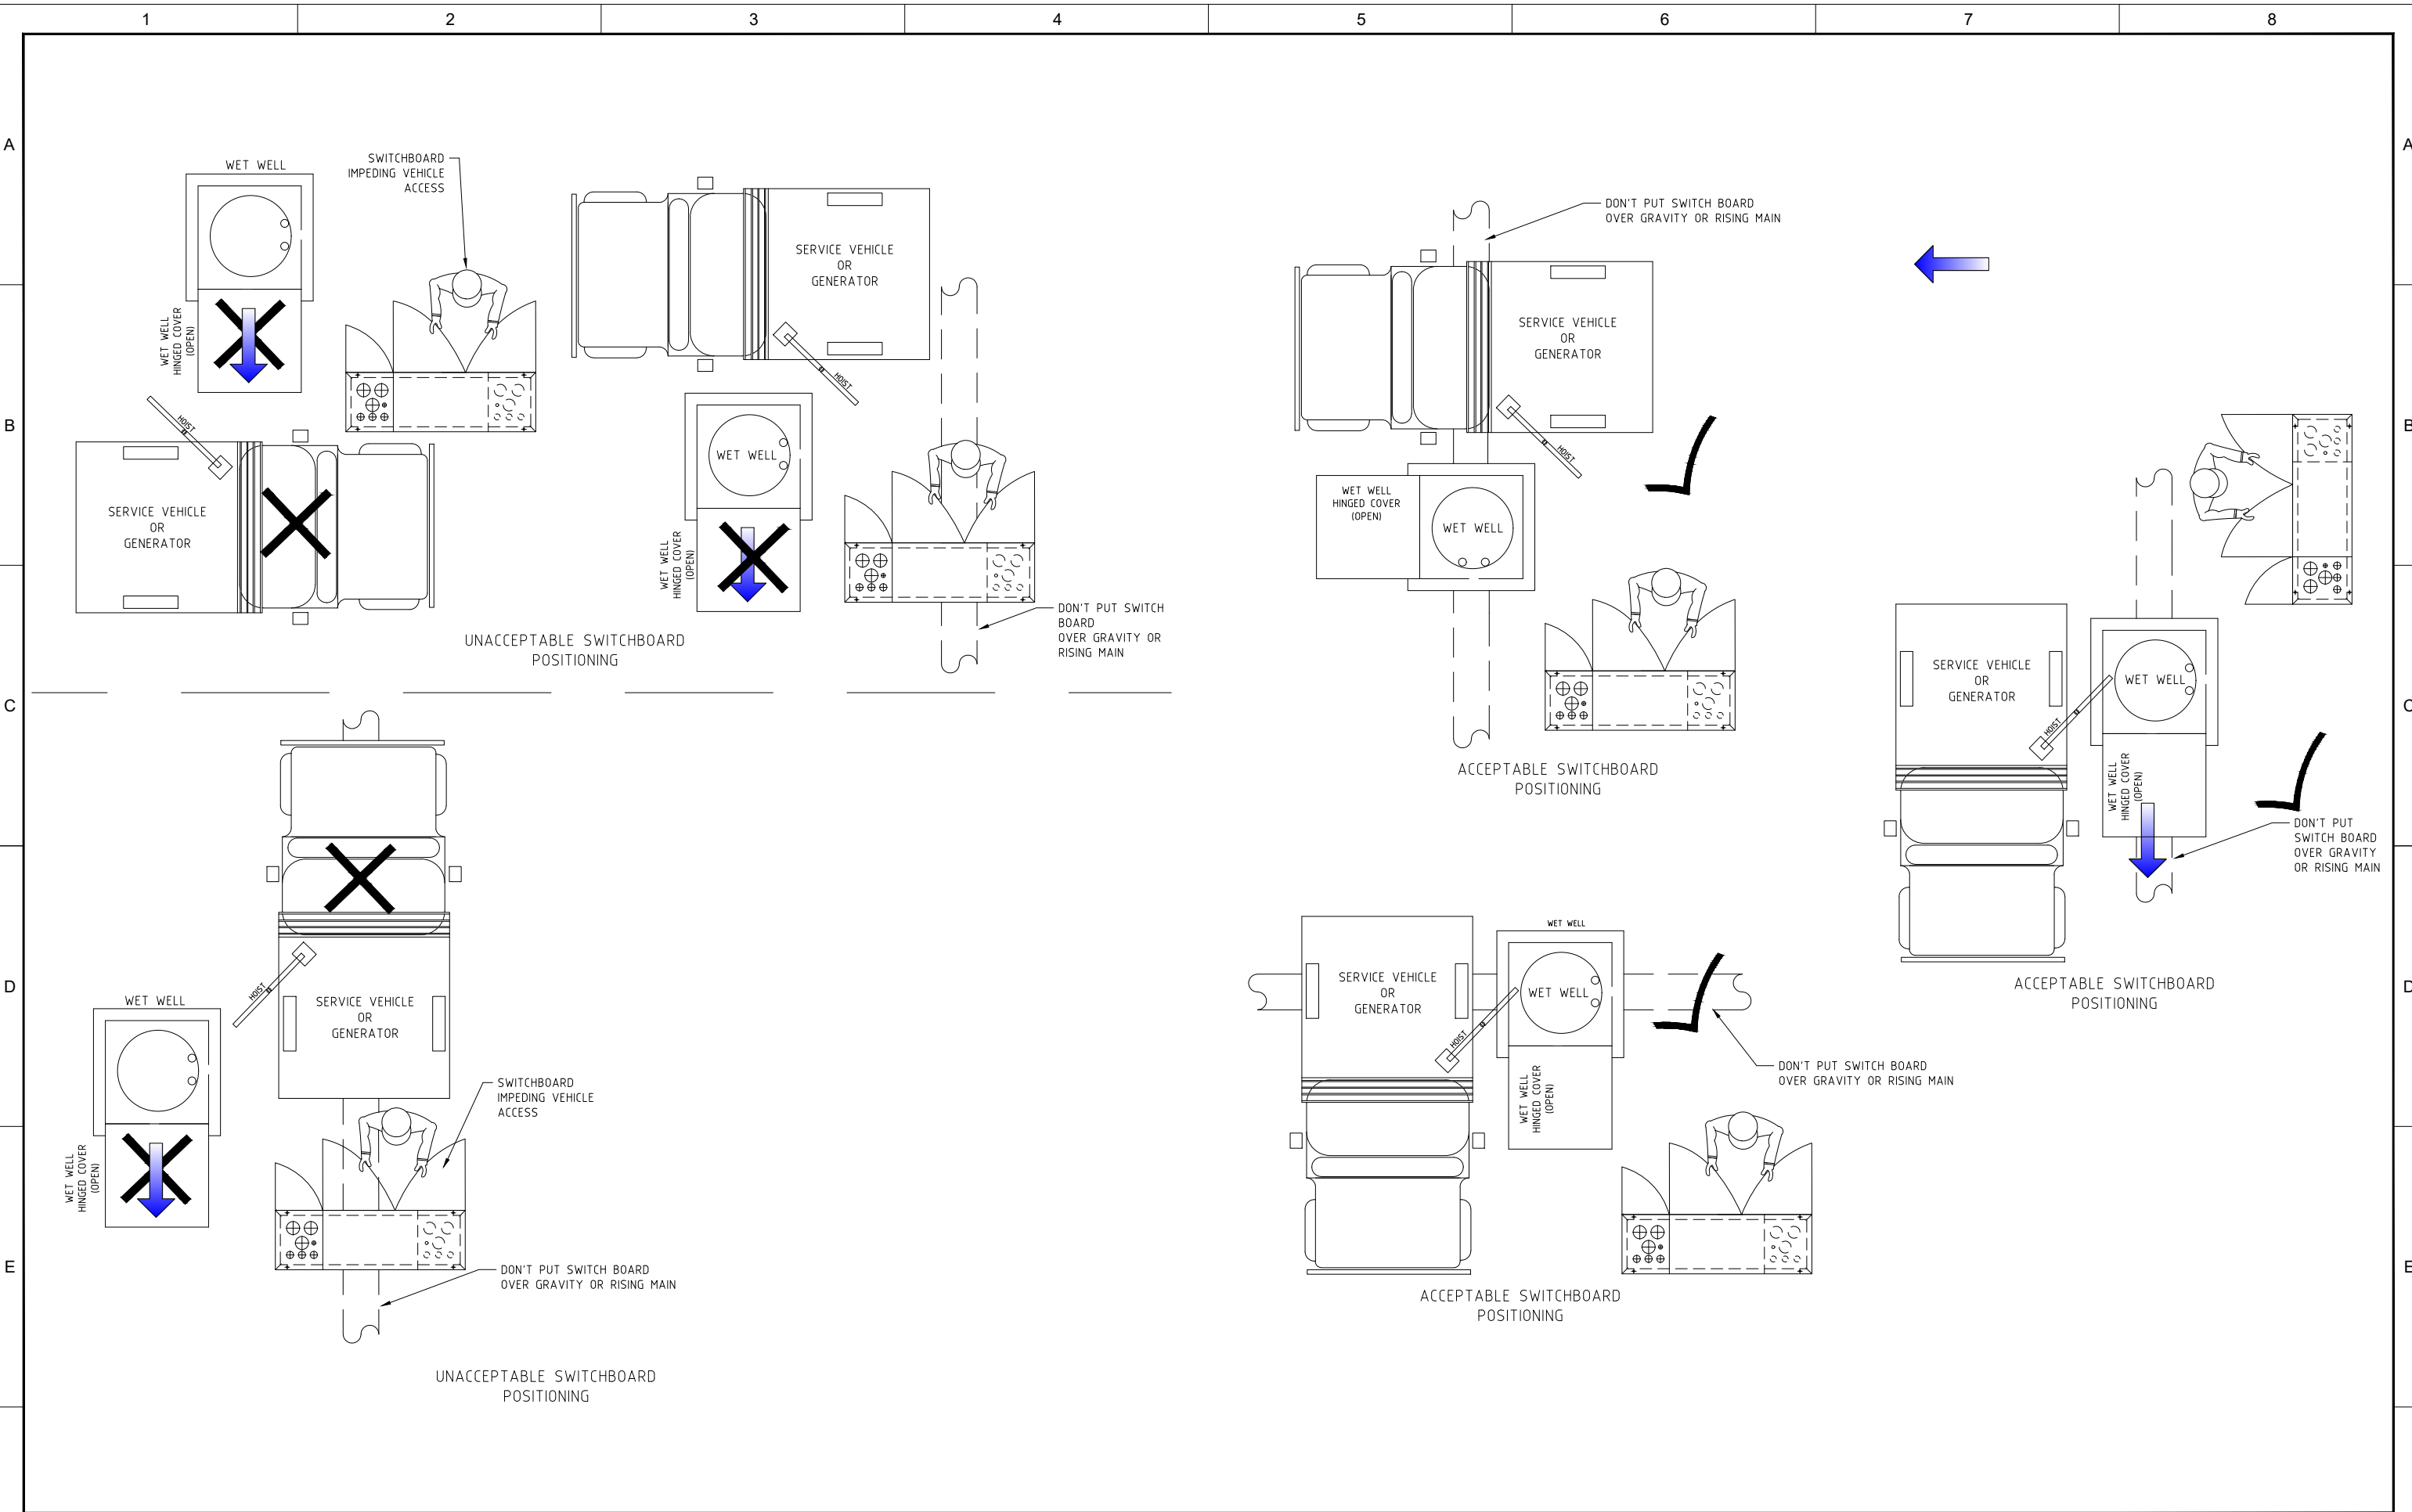 1 2 3 4 5 6 7 8
A
A
WET WELL
SWITCHBOARD
IMPEDING VEHICLE
ACCESS
WET WELL
HINGED COVER
(OPEN)
HOIST
SERVICE VEHICLE
OR
GENERATOR
SERVICE VEHICLE
OR
GENERATOR
HOIST
WET WELL
WET WELL
HINGED COVER
(OPEN)
DON'T PUT SWITCH
BOARD
OVER GRAVITY OR
RISING MAIN
UNACCEPTABLE SWITCHBOARD
POSITIONING
DON'T PUT SWITCH BOARD
OVER GRAVITY OR RISING MAIN
SERVICE VEHICLE
OR
GENERATOR
HOIST
WET WELL
HINGED COVER
(OPEN)
WET WELL
ACCEPTABLE SWITCHBOARD
POSITIONING
B
B
SERVICE VEHICLE
OR
GENERATOR
HOIST
WET WELL
WET WELL
HINGED COVER
(OPEN)
DON'T PUT
SWITCH BOARD
OVER GRAVITY
OR RISING MAIN
ACCEPTABLE SWITCHBOARD
POSITIONING
C
C
HOIST
SERVICE VEHICLE
OR
GENERATOR
WET WELL
WET WELL
HINGED COVER
(OPEN)
SWITCHBOARD
IMPEDING VEHICLE
ACCESS
DON'T PUT SWITCH BOARD
OVER GRAVITY OR RISING MAIN
UNACCEPTABLE SWITCHBOARD
POSITIONING
D
D
WET WELL
SERVICE VEHICLE
OR
GENERATOR
HOIST
WET WELL
WET WELL
HINGED COVER
(OPEN)
DON'T PUT SWITCH BOARD
OVER GRAVITY OR RISING MAIN
ACCEPTABLE SWITCHBOARD
POSITIONING
E
E